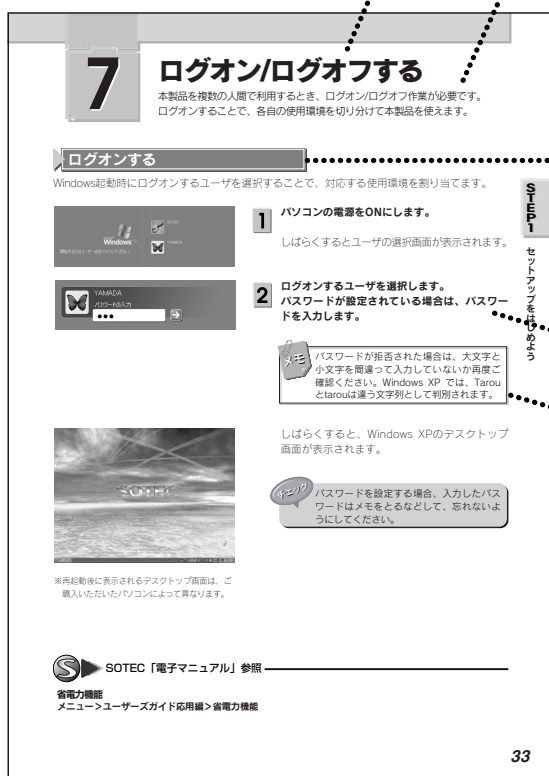 7
ログオン/ログオフする
本製品を複数の人間で利用するとき、ログオン/ログオフ作業が必要です。
ログオンすることで、各自の使用環境を切り分けて本製品を使えます。
ログオンする
Windows起動時にログオンするユーザを選択することで、対応する使用環境を割り当てます。
STEP1
セットアップをはじめよう
Windows
SOTEC
YAMADA
1
パソコンの電源をONにします。
しばらくするとユーザの選択画面が表示されます。
YAMADA
パスワードの入力
2
ログオンするユーザを選択します。
パスワードが設定されている場合は、パスワー
ドを入力します。
メモ
パスワードが拒否された場合は、大文字と
小文字を間違って入力していないか再度ご
確認ください。Windows XP では、Tarou
とtarouは違う文字列として判別されます。
しばらくすると、Windows XPのデスクトップ
画面が表示されます。
SOTEC
チェック
パスワードを設定する場合、入力したパス
ワードはメモをとるなどして、忘れないよ
うにしてください。
※再起動後に表示されるデスクトップ画面は、ご
購入いただいたパソコンによって異なります。
S
SOTEC「電子マニュアル」参照
省電力機能
メニュー>ユーザーズガイド応用編>省電力機能
33